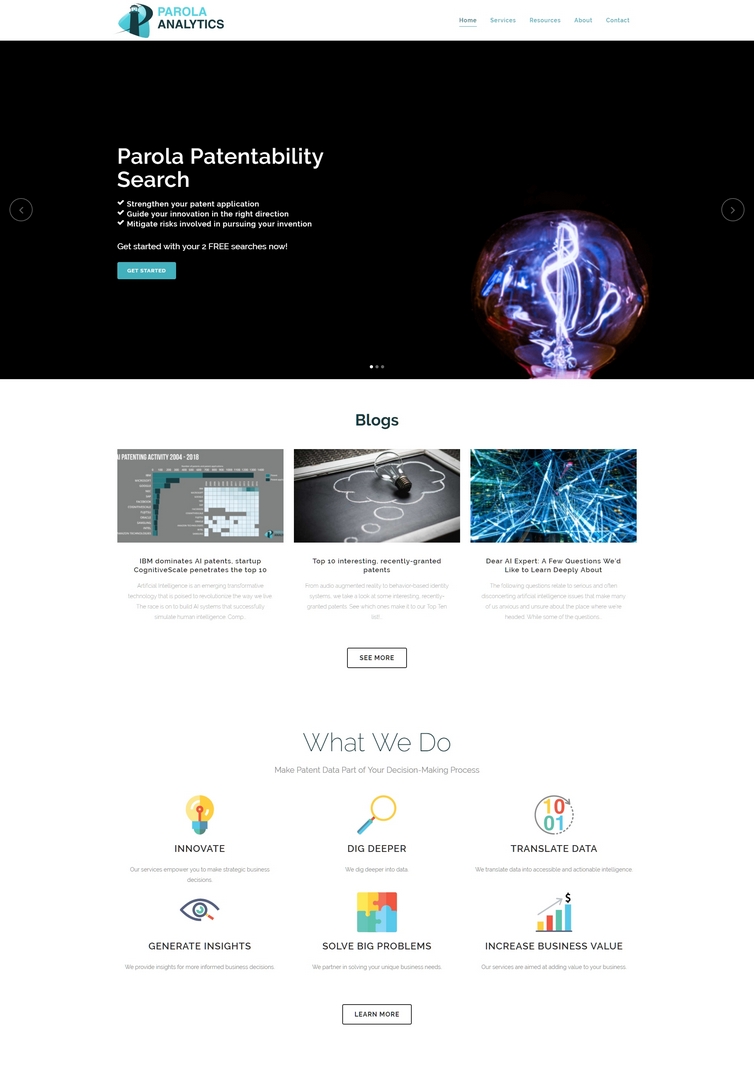 PAROLA
ANALYTICS
Home
Services
Resources
About
Contact
Parola Patentability
Search
Strengthen your patent application
Guide your innovation in the right direction
Mitigate risks involved in pursuing your invention
Get started with your 2 FREE searches now!
GET STARTED
Blogs
AI PATENTING ACTIVITY 2004 - 2018
IBM dominates AI patents, startup
CognitiveScale penetrates the top 10
Artificial Intelligence is an emerging transformative
technology that is poised to revolutionize the way we live.
The race is on to build AI systems that successfully
simulate human intelligence. Comp...
Top 10 interesting, recently-granted
patents
From audio augmented reality to behavior-based identity
systems, we take a look at some interesting, recently-
granted patents. See which ones make it to our Top Ten
list!
Dear AI Expert: A Few Questions We'd
Like to Learn Deeply About
The following questions relate to serious and often
disconcerting artificial intelligence issues that make many
of us anxious and unsure about the place where we're
headed. While some of the questions...
SEE MORE
What We Do
Make Patent Data Part of Your Decision-Making Process
INNOVATE
Our services empower you to make strategic business
decisions.
DIG DEEPER
We dig deeper into data.
10
01
TRANSLATE DATA
We translate data into accessible and actionable intelligence.
GENERATE INSIGHTS
We provide insights for more informed business decisions.
SOLVE BIG PROBLEMS
We partner in solving your unique business needs.
$
INCREASE BUSINESS VALUE
Our services are aimed at adding value to your business.
LEARN MORE